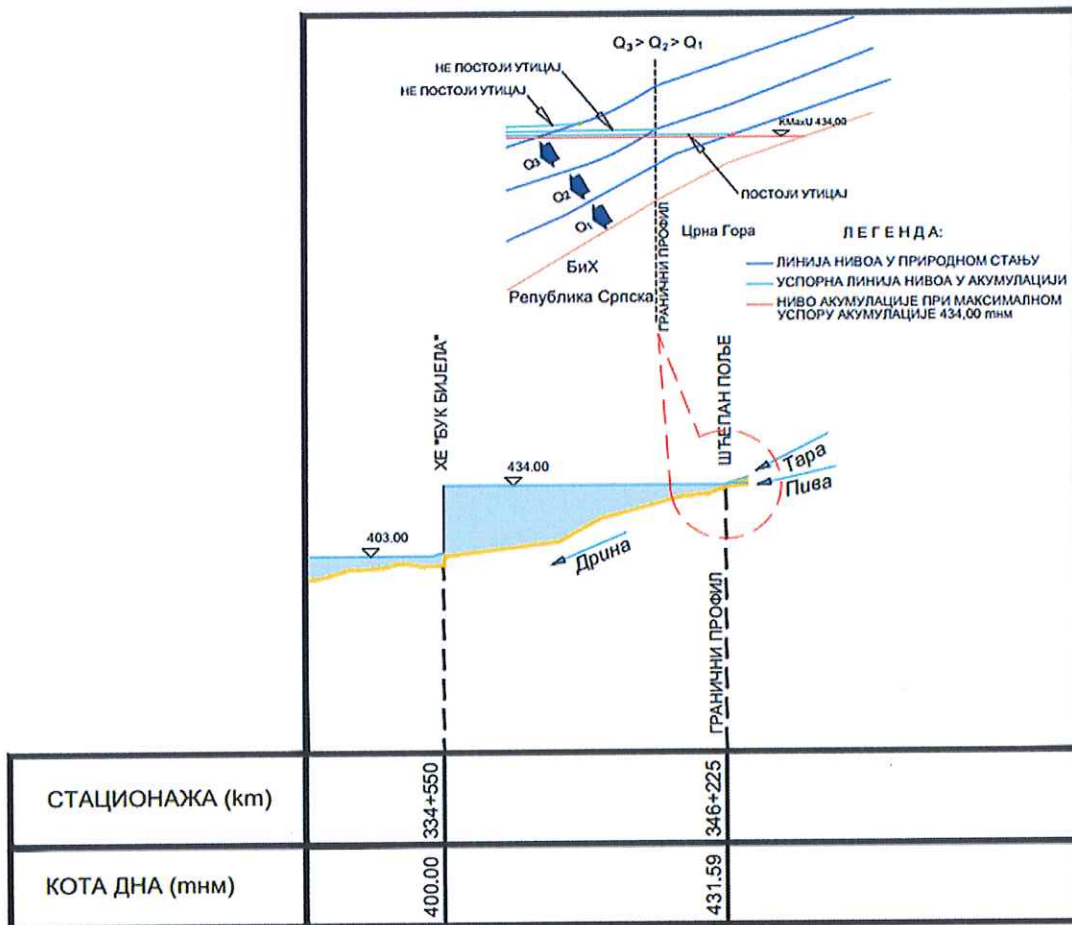 Q3 > Q2 > Q1
НЕ ПОСТОЈИ УТИЦАЈ
НЕ ПОСТОЈИ УТИЦАЈ
KMaxU 434,00
Q3
Q2
Q1
ПОСТОЈИ УТИЦАЈ
ГРАНИЧНИ ПРОФИЛ
Црна Гора
БиХ
Република Српска
ЛЕГЕНДА:
ЛИНИЈА НИВОА У ПРИРОДНОМ СТАЊУ
УСПОРНА ЛИНИЈА НИВОА У АКУМУЛАЦИЈИ
НИВО АКУМУЛАЦИЈЕ ПРИ МАКСИМАЛНОМ
УСПОРУ АКУМУЛАЦИЈЕ 434,00 mнм
ХЕ "БУК БИЈЕЛА"
ШЋЕПАН ПОЉЕ
434.00
Тара
Пива
403.00
Дрина
ГРАНИЧНИ ПРОФИЛ
СТАЦИОНАЖА (km)
334+550
346+225
КОТА ДНА (mнм)
400.00
431.59